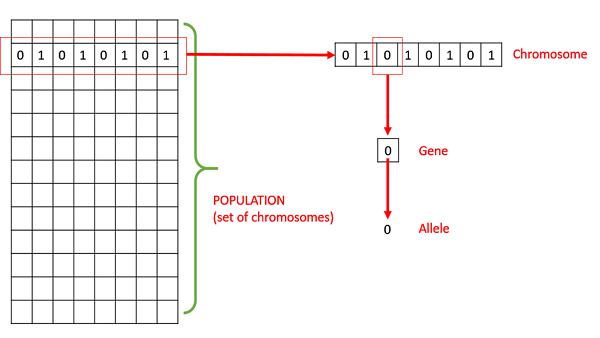 0 1 0 1 0 1 0 1
0 1 0 1 0 1 0 1 Chromosome
0 Gene
POPULATION
(set of chromosomes)
0 Allele